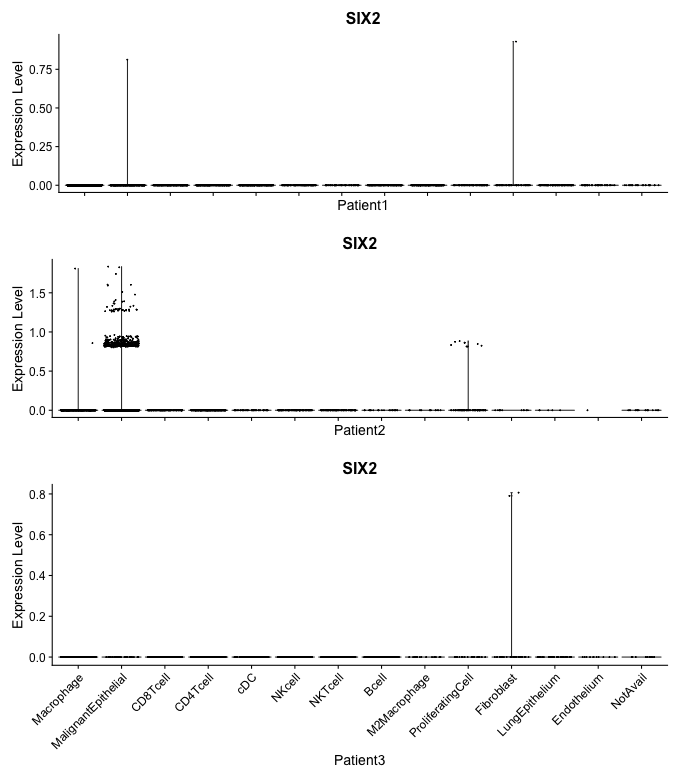 SIX2
Expression Level
0.75
0.50
0.25
0.00
Patient1
SIX2
Expression Level
1.5
1.0
0.5
0.0
Patient2
SIX2
Expression Level
0.8
0.6
0.4
0.2
0.0
Macrophage
MalignantEpithelial
CD8Tcell
CD4Tcell
cDC
NKcell
NKTcell
Bcell
M2Macrophage
ProliferatingCell
Fibroblast
LungEpithelium
Endothelium
NotAvail
Patient3